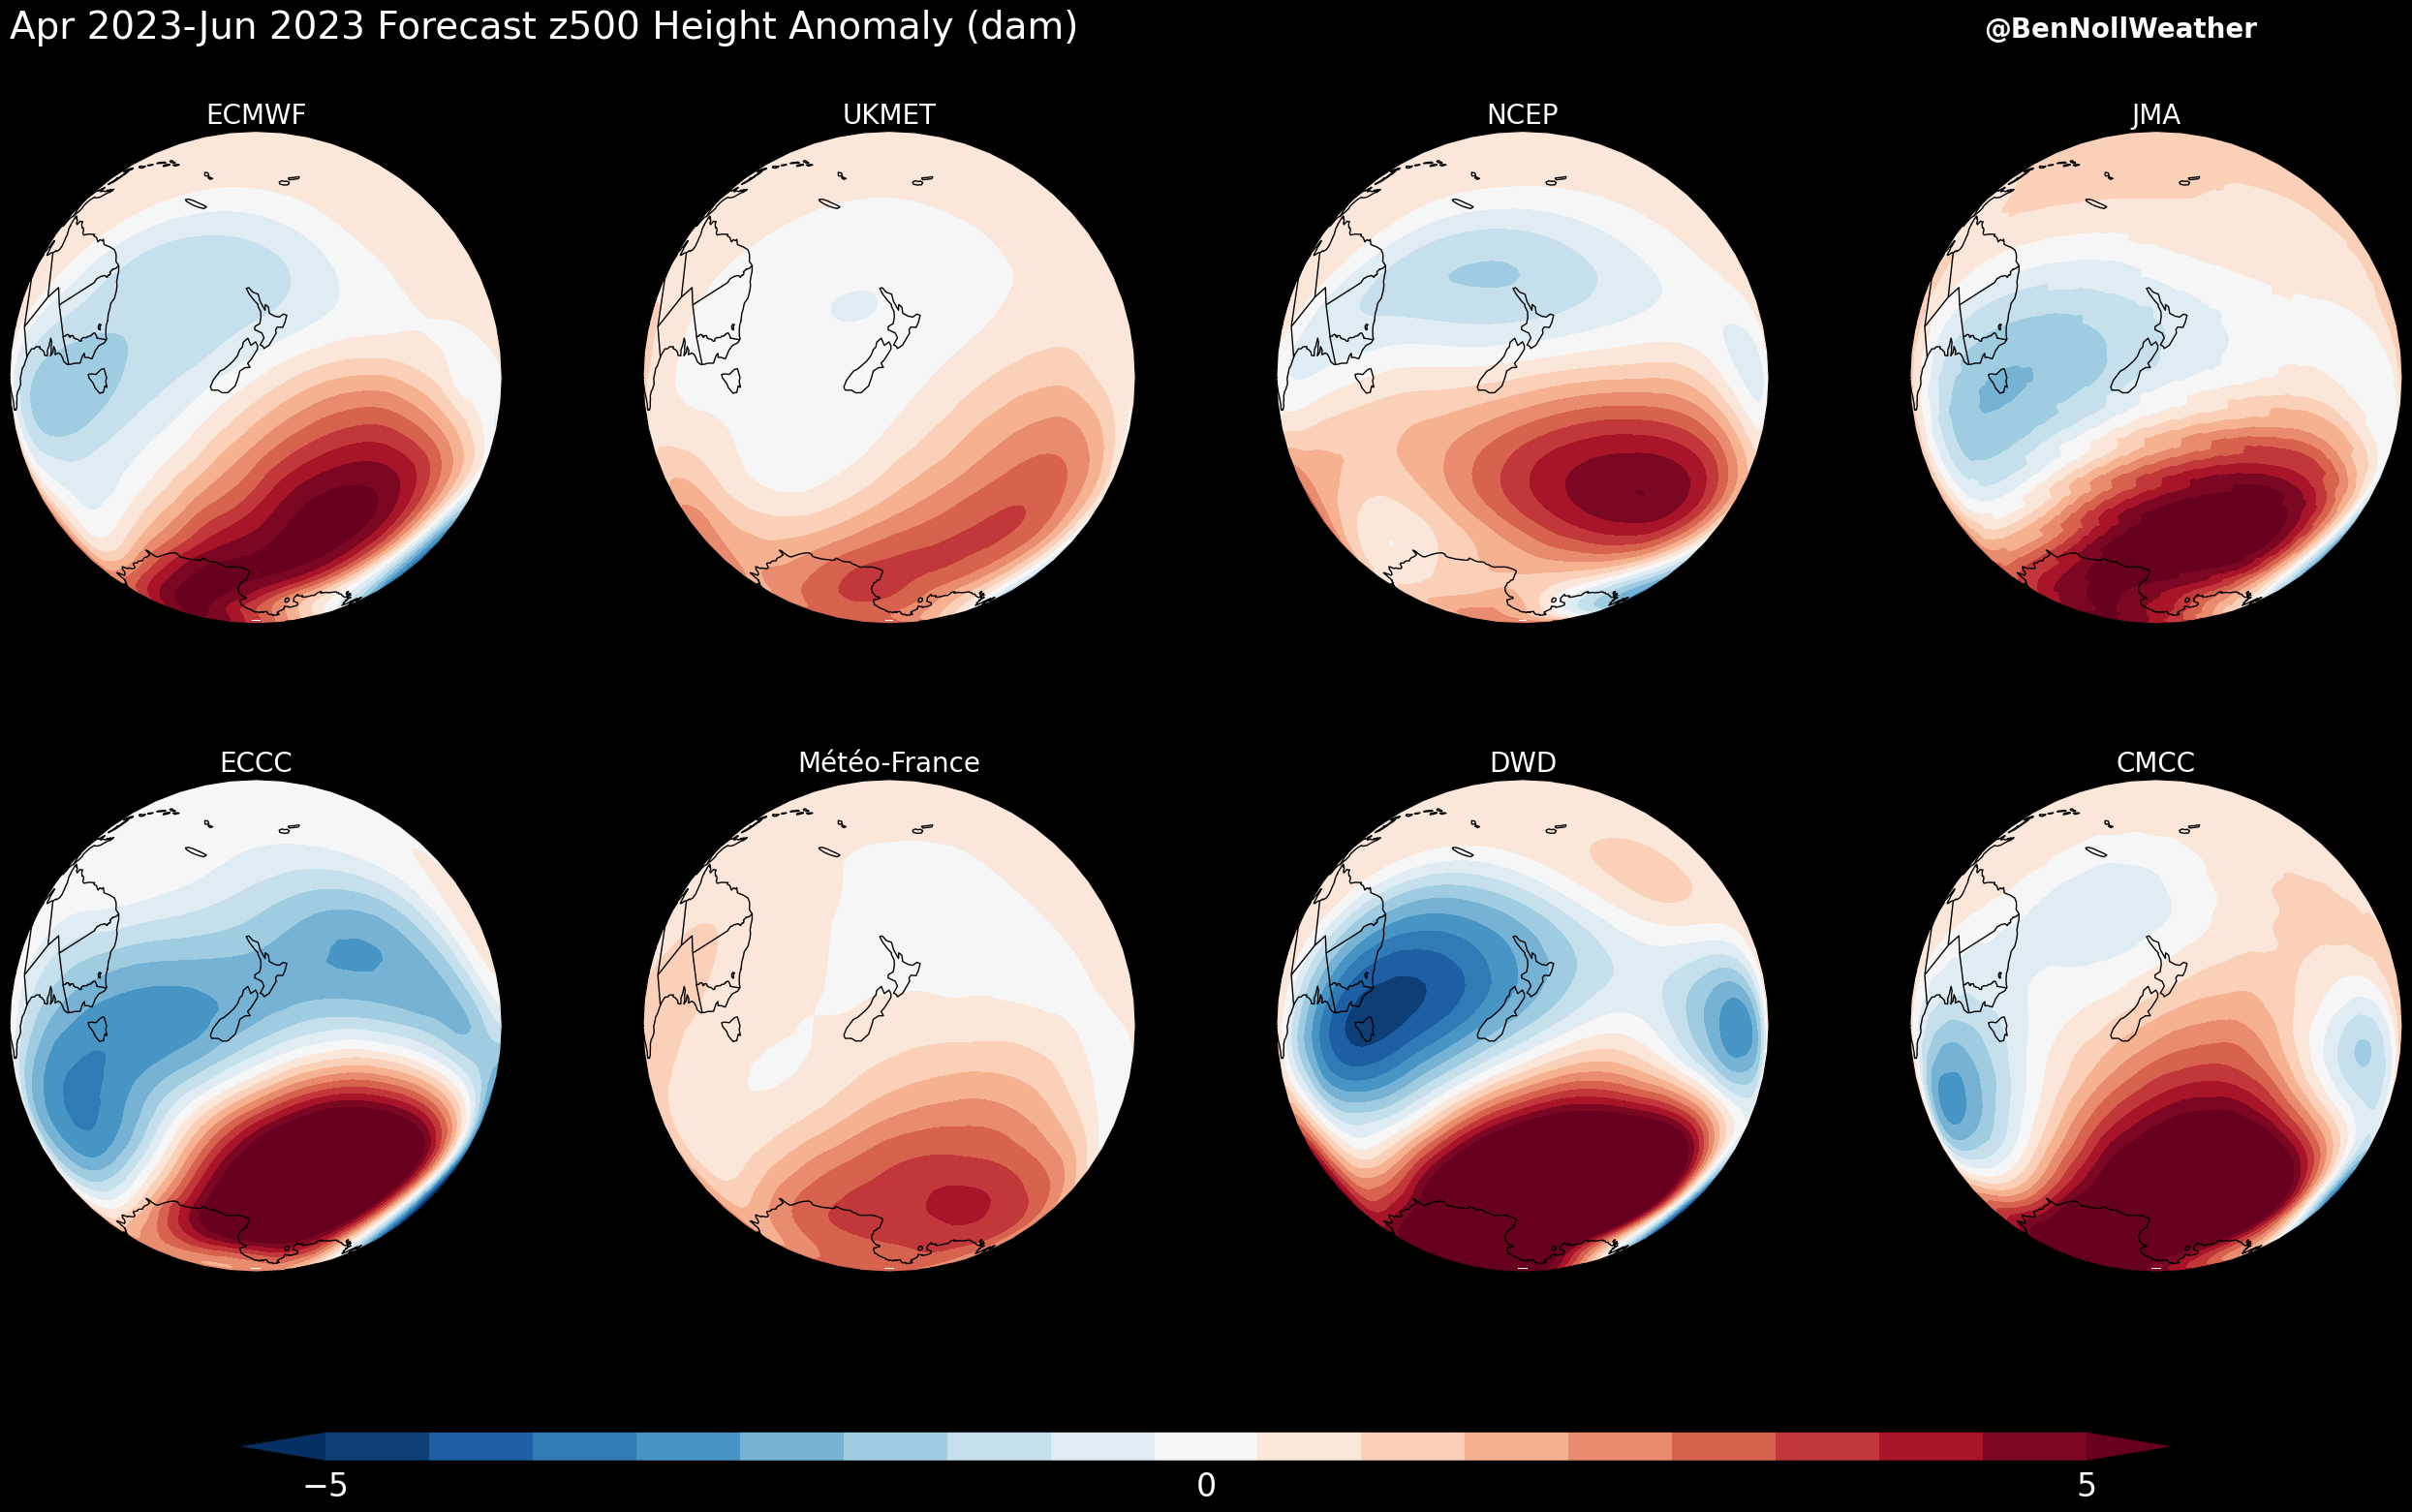 Apr 2023-Jun 2023 Forecast z500 Height Anomaly (dam)
@BenNollWeather
ECMWF
UKMET
NCEP
JMA
ECCC
Météo-France
DWD
CMCC
−5
0
5